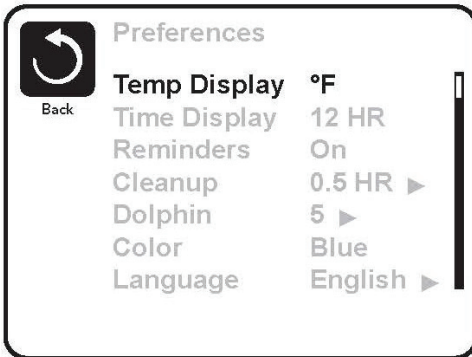 Preferences
Back
Temp Display °F
Time Display 12 HR
Reminders On
Cleanup 0.5 HR ▶
Dolphin 5 ▶
Color Blue
Language English ▶